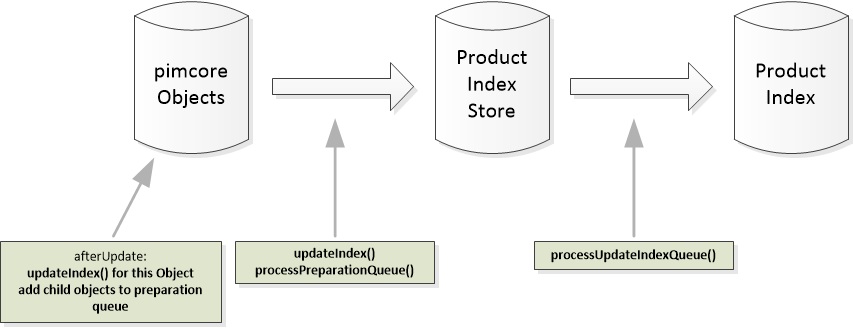 pimcore
Objects
Product
Index
Store
Product
Index
afterUpdate:
updateIndex() for this Object
add child objects to preparation
queue
updateIndex()
processPreparationQueue()
processUpdateIndexQueue()